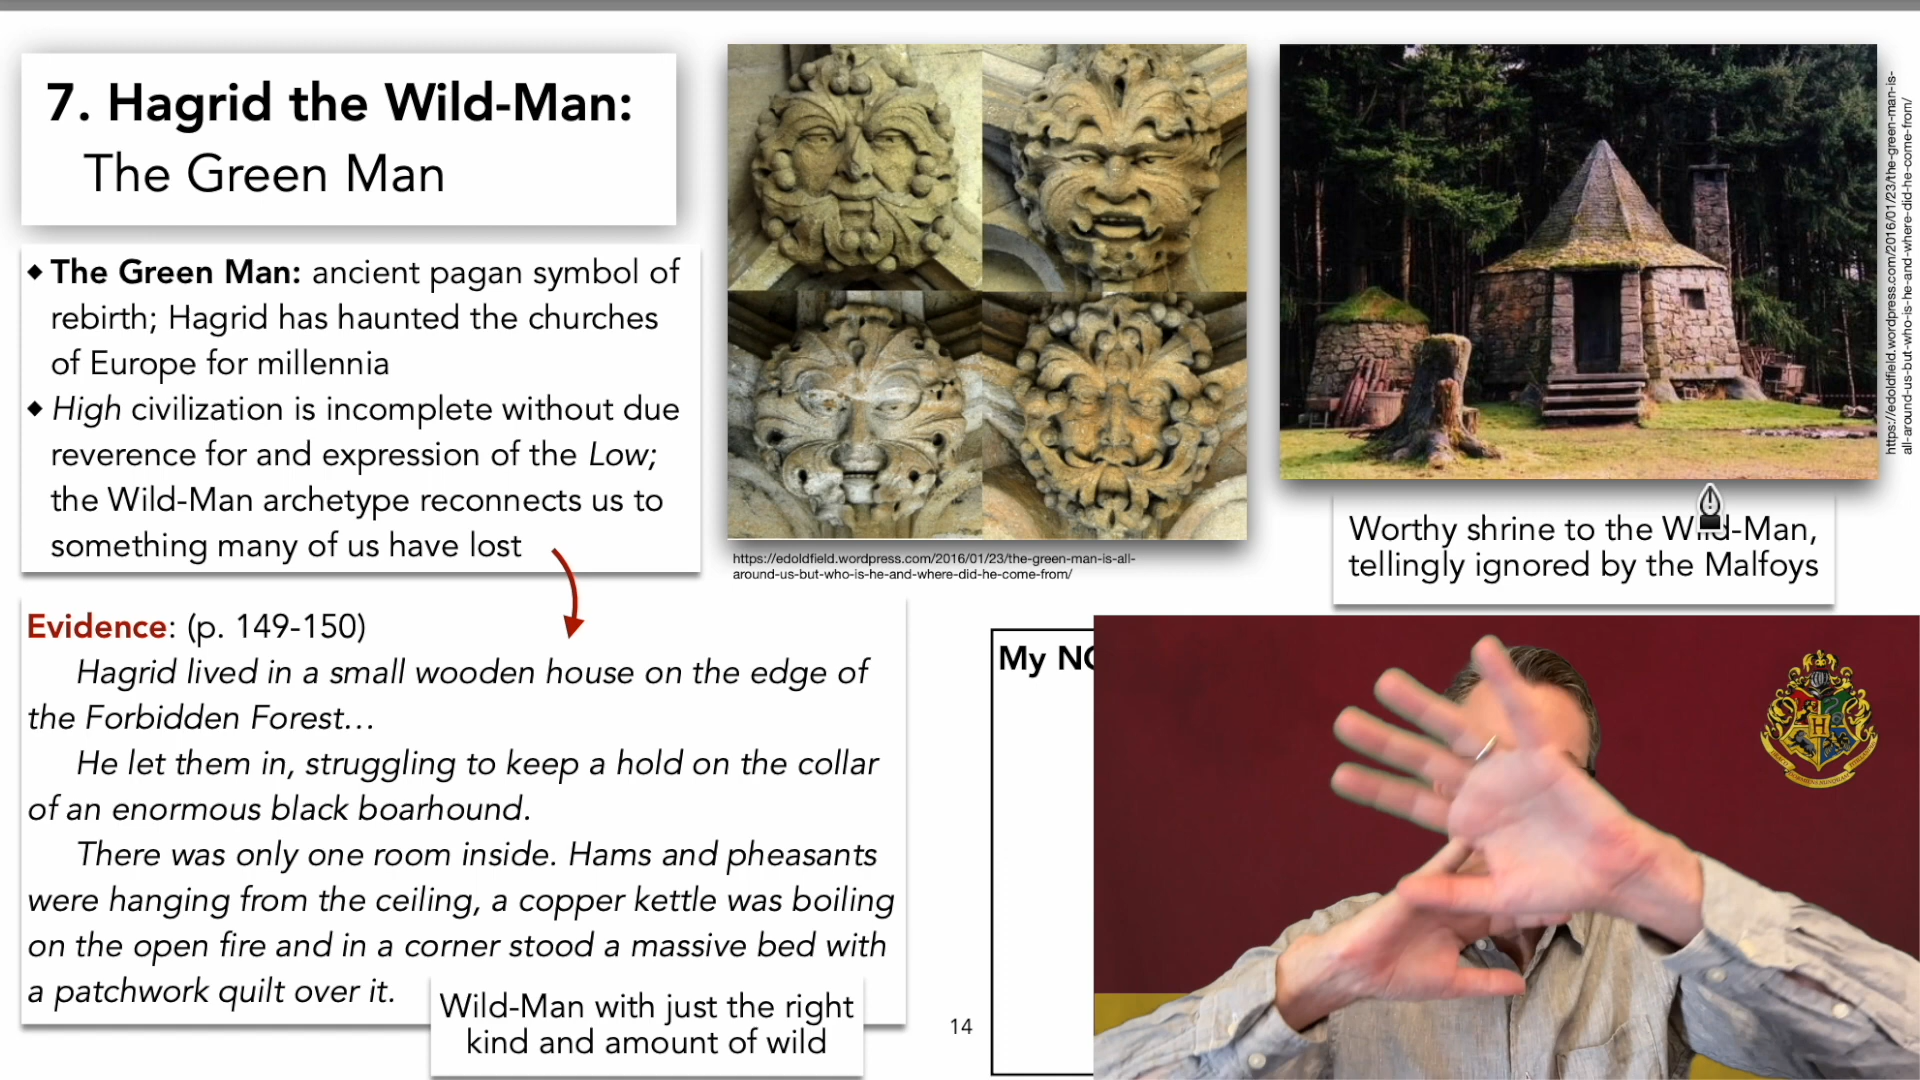 7. Hagrid the Wild-Man:
The Green Man
◆ The Green Man: ancient pagan symbol of
rebirth; Hagrid has haunted the churches
of Europe for millennia
◆ High civilization is incomplete without due
reverence for and expression of the Low;
the Wild-Man archetype reconnects us to
something many of us have lost
Evidence: (p. 149-150)
Hagrid lived in a small wooden house on the edge of
the Forbidden Forest…
He let them in, struggling to keep a hold on the collar
of an enormous black boarhound.
There was only one room inside. Hams and pheasants
were hanging from the ceiling, a copper kettle was boiling
on the open fire and in a corner stood a massive bed with
a patchwork quilt over it.
Wild-Man with just the right
kind and amount of wild
https://edoldfield.wordpress.com/2016/01/23/the-green-man-is-all-
around-us-but-who-is-he-and-where-did-he-come-from/
https://edoldfield.wordpress.com/2016/01/23/the-green-man-is-
all-around-us-but-who-is-he-and-where-did-he-come-from/
Worthy shrine to the Wild-Man,
tellingly ignored by the Malfoys
14
My
H